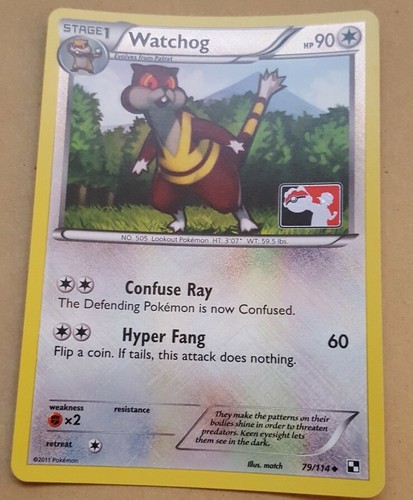 STAGE1
Watchog
HP90
Evolves from Patrat
NO. 505 Lookout Pokémon. HT. 3'07" WT. 59.5 lbs.
Confuse Ray
The Defending Pokémon is now Confused.
Hyper Fang 60
Flip a coin. If tails, this attack does nothing.
weakness
resistance
×2
retreat
They make the patterns on their
bodies shine in order to threaten
predators. Keen eyesight lets
them see in the dark.
©2011 Pokémon
Illus. match
79/114